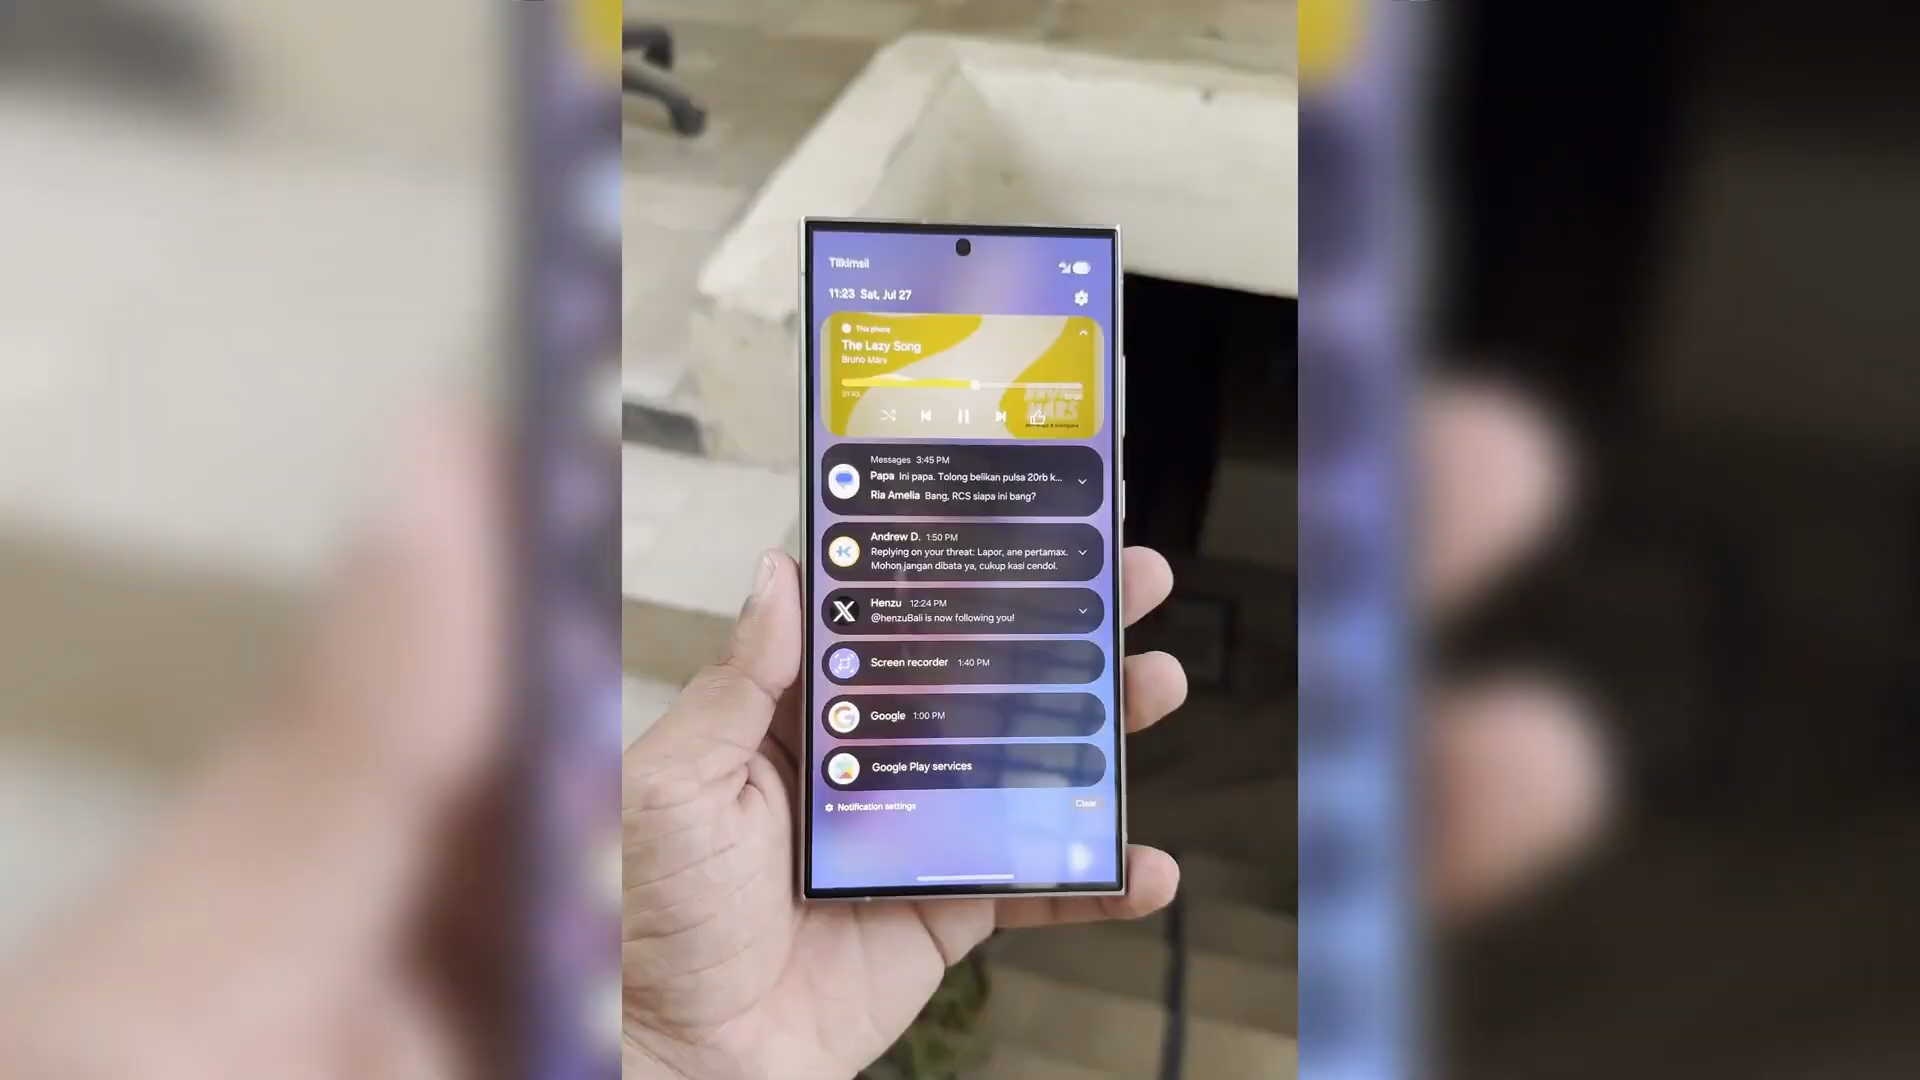 11:23 Sat, Jul 27
This phone
The Lazy Song
Bruno Mars
01:43
MARS
Messages 3:45 PM
Papa Ini papa. Tolong belikan pulsa 20rb k...
Ria Amelia Bang, RCS siapa ini bang?
Andrew D. 1:50 PM
Replying on your threat: Lapor, ane pertamax.
Mohon jangan dibata ya, cukup kasi cendol.
Henzu 12:24 PM
@henzuBali is now following you!
Screen recorder 1:40 PM
Google 1:00 PM
Google Play services
Notification settings
Clear